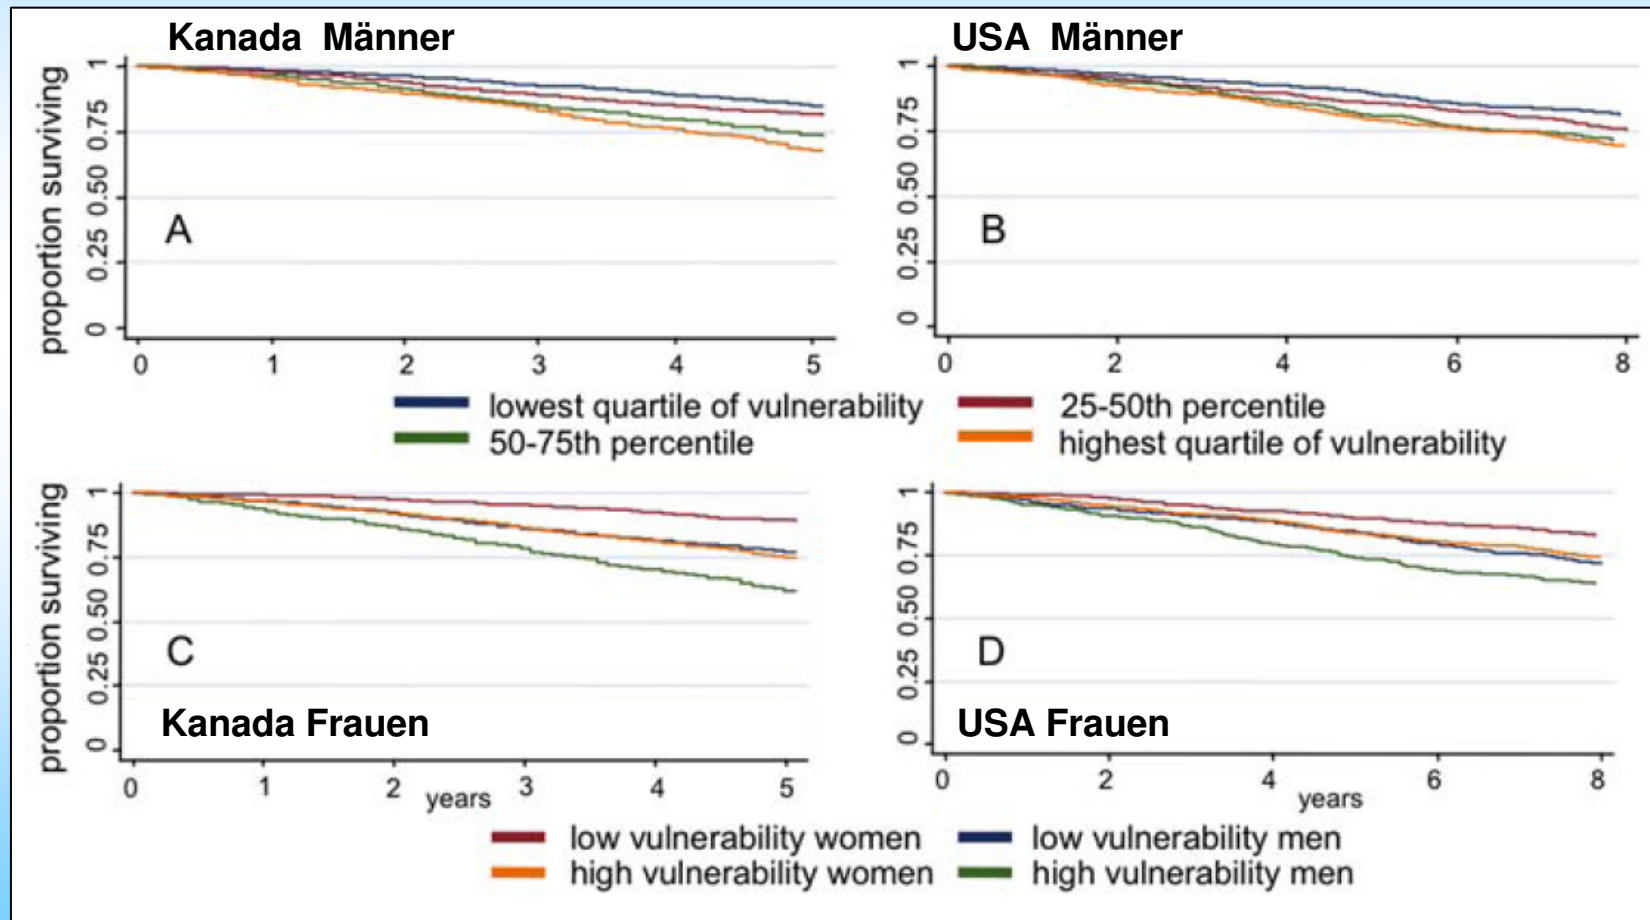 Kanada Männer
USA Männer
proportion surviving
1
0.75
0.50
0.25
0
A
0 1 2 3 4 5
1
0.75
0.50
0.25
0
B
0 2 4 6 8
lowest quartile of vulnerability
25-50th percentile
50-75th percentile
highest quartile of vulnerability
proportion surviving
1
0.75
0.50
0.25
0
C
Kanada Frauen
0 1 2 3 4 5
years
1
0.75
0.50
0.25
0
D
USA Frauen
0 2 4 6 8
years
low vulnerability women
low vulnerability men
high vulnerability women
high vulnerability men